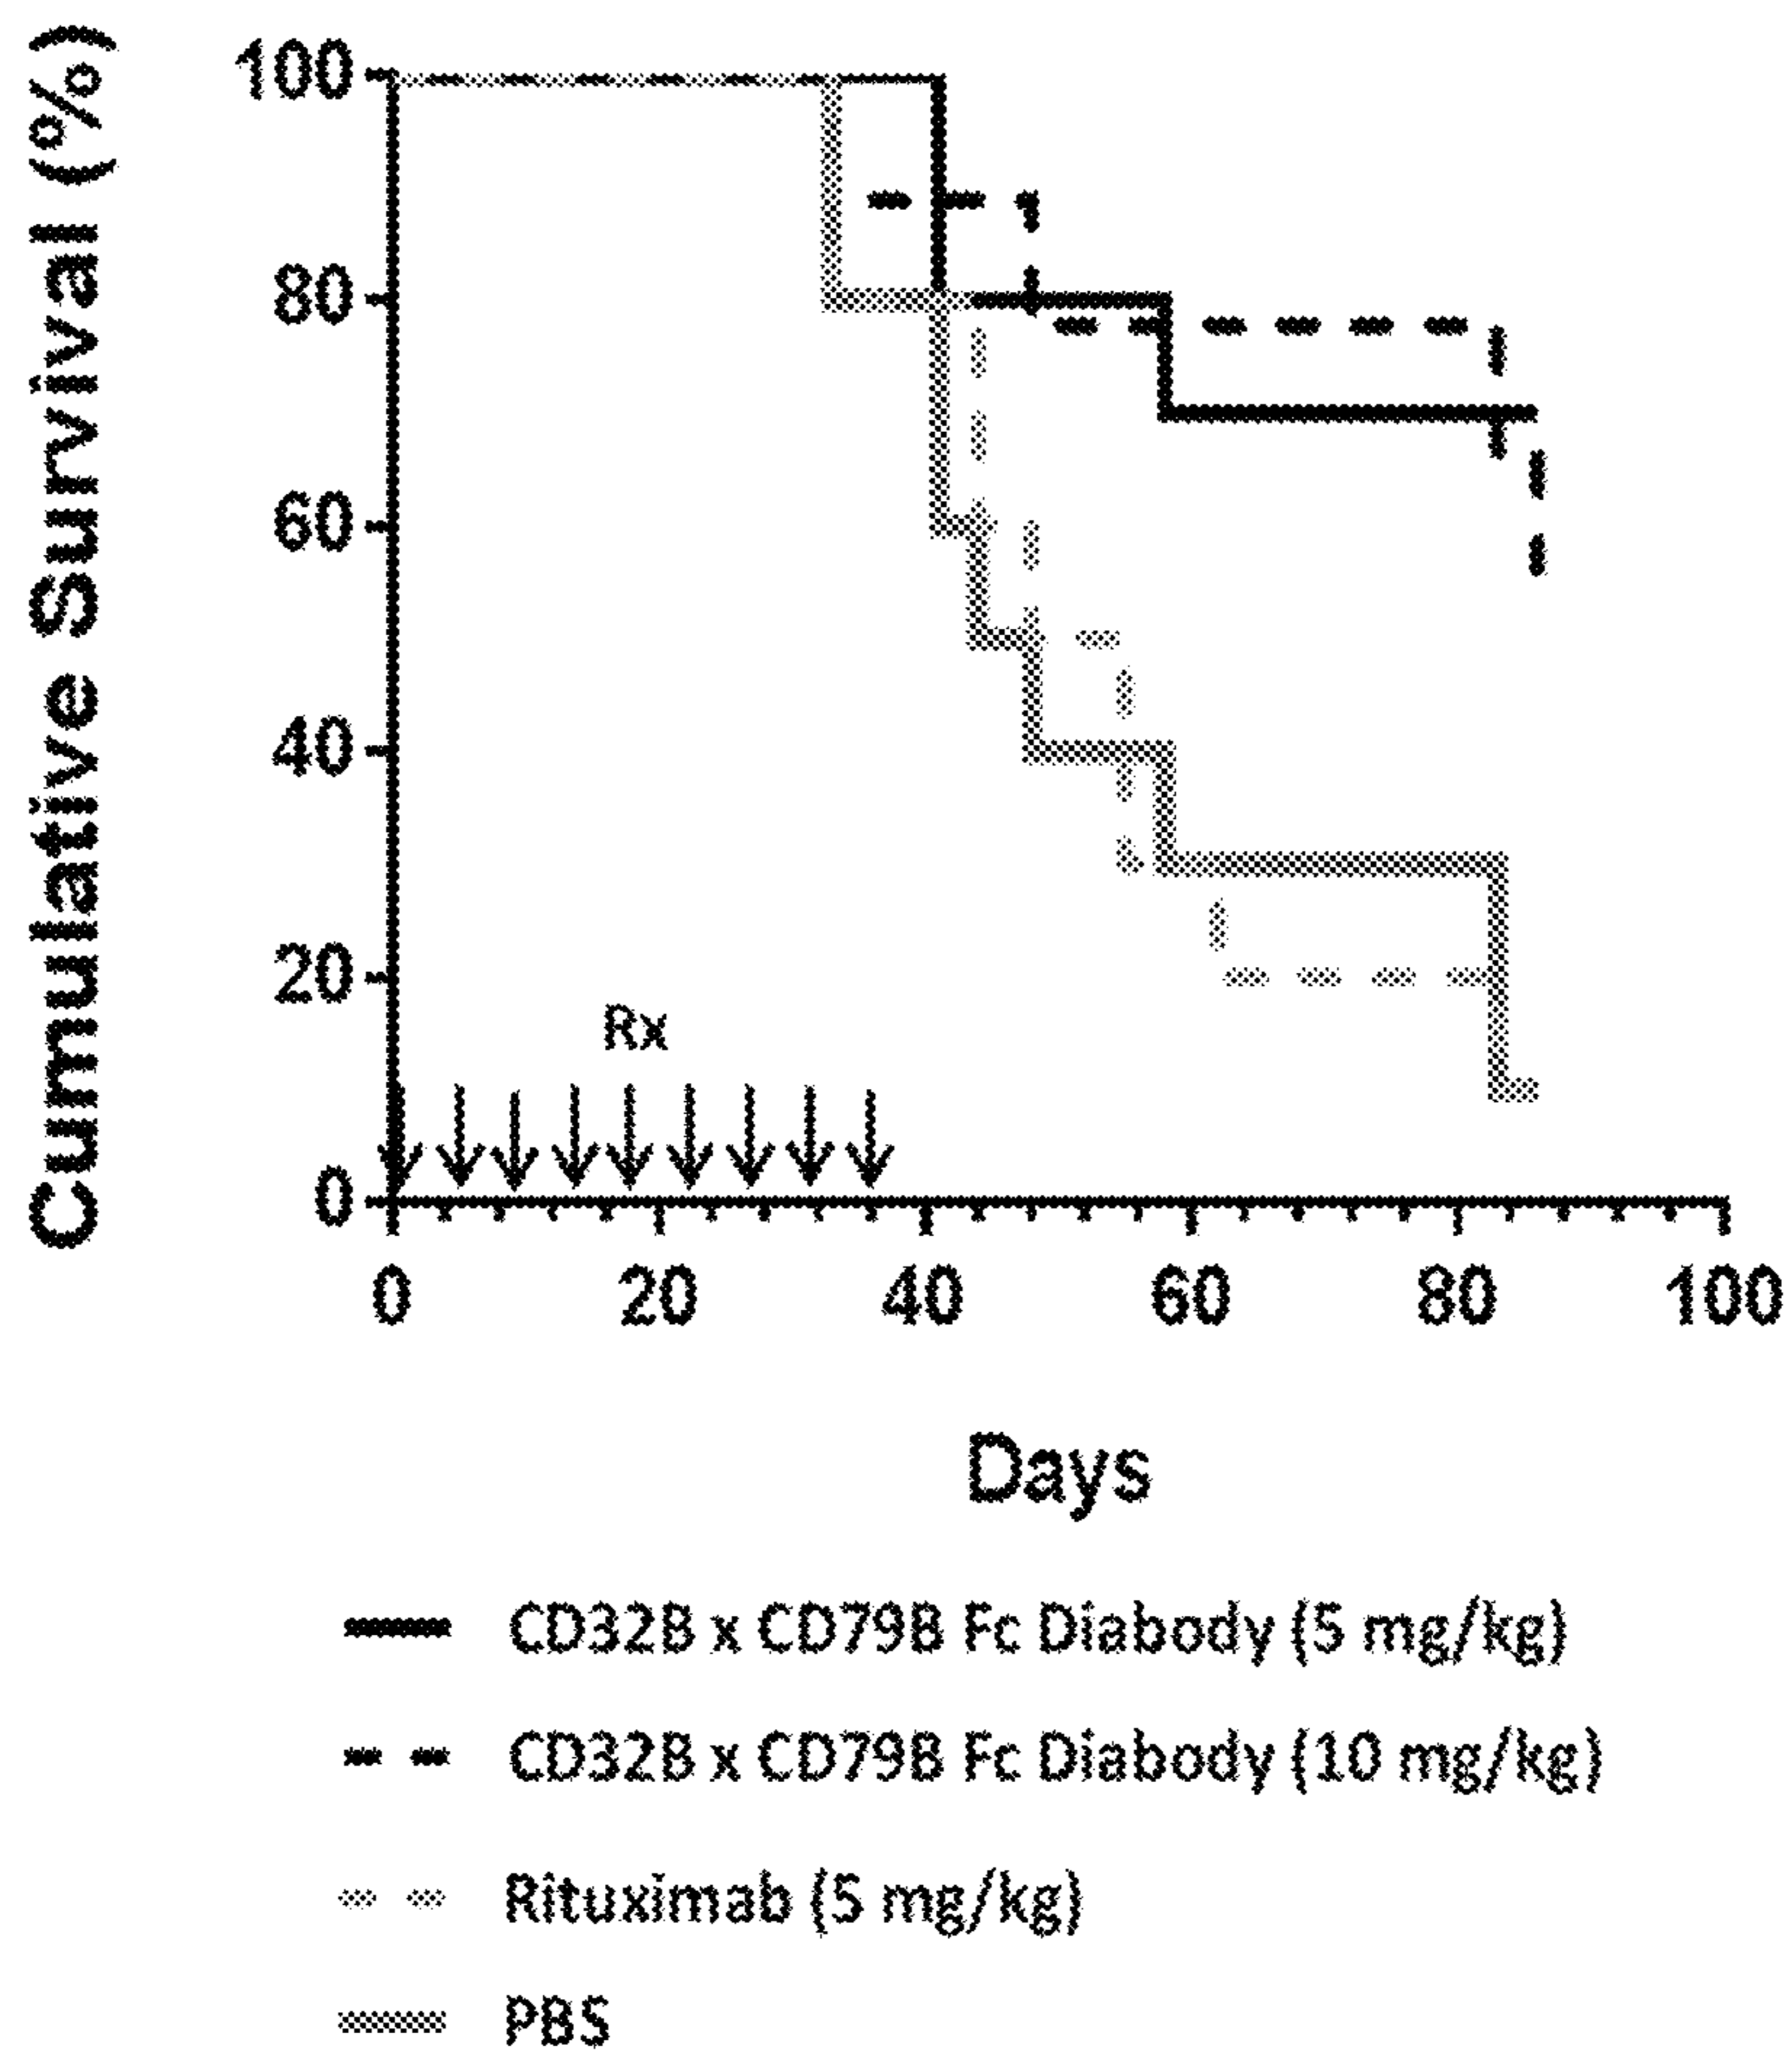 Cumulative Survival (%)
100
80
60
40
20
0
Rx
0 20 40 60 80 100
Days
CD32B x CD79B Fc Diabody (5 mg/kg)
CD32B x CD79B Fc Diabody (10 mg/kg)
Rituximab (5 mg/kg)
PBS